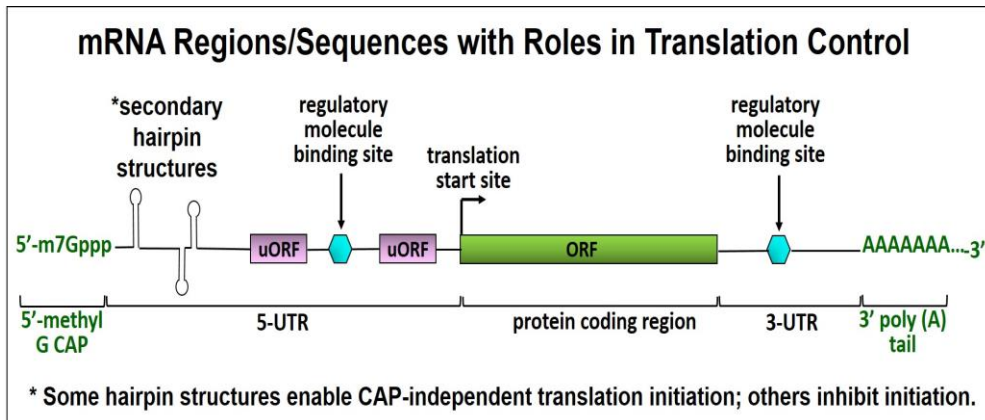 mRNA Regions/Sequences with Roles in Translation Control
*secondary
hairpin
structures
regulatory
molecule
binding site
translation
start site
regulatory
molecule
binding site
5'-m7Gppp
uORF
uORF
ORF
AAAAAAA...-3'
5'-methyl
G CAP
5-UTR
protein coding region
3-UTR
3' poly (A)
tail
* Some hairpin structures enable CAP-independent translation initiation; others inhibit initiation.